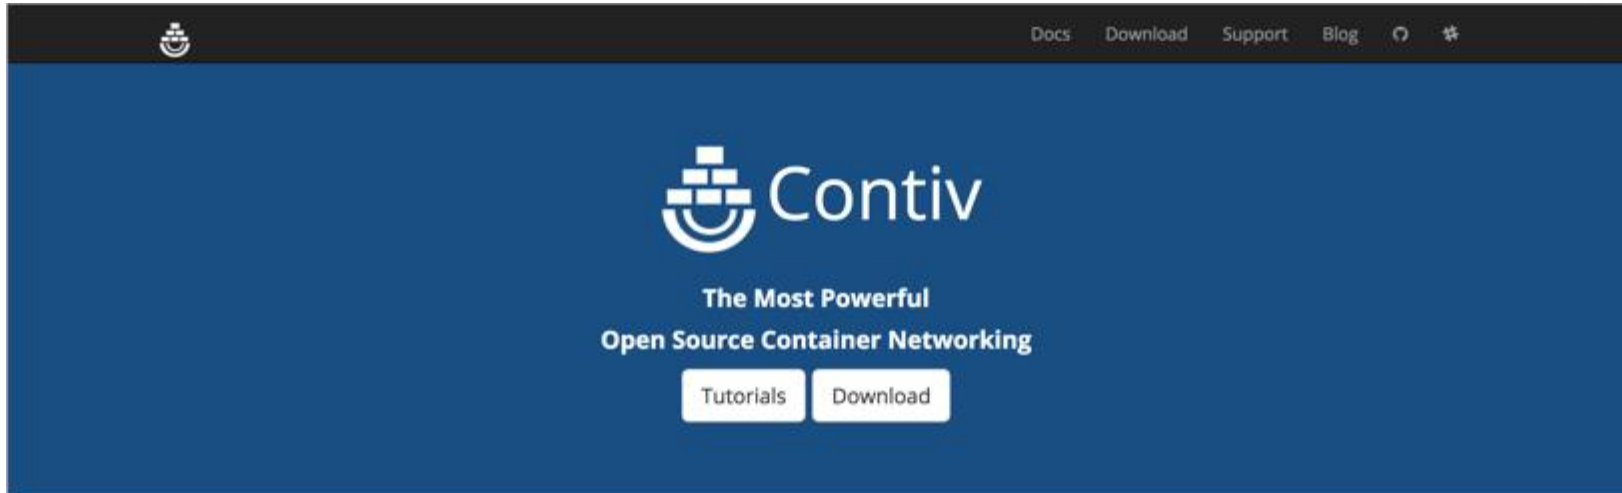 Docs Download Support Blog
Contiv
The Most Powerful
Open Source Container Networking
Tutorials Download